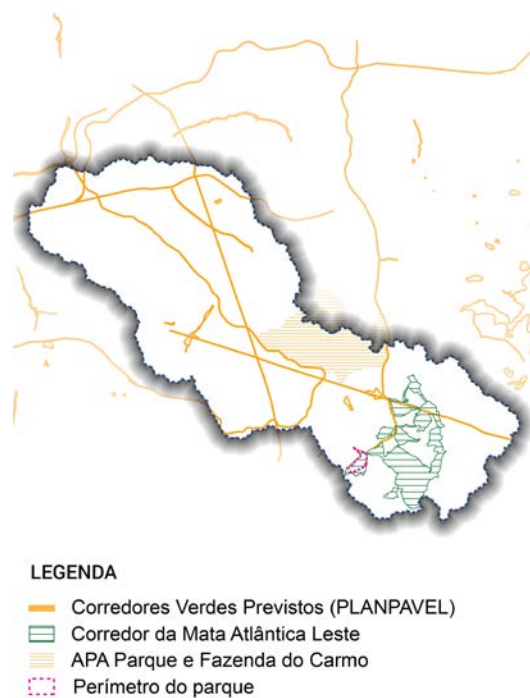 LEGENDA
Corredores Verdes Previstos (PLANPAVEL)
Corredor da Mata Atlântica Leste
APA Parque e Fazenda do Carmo
Perímetro do parque